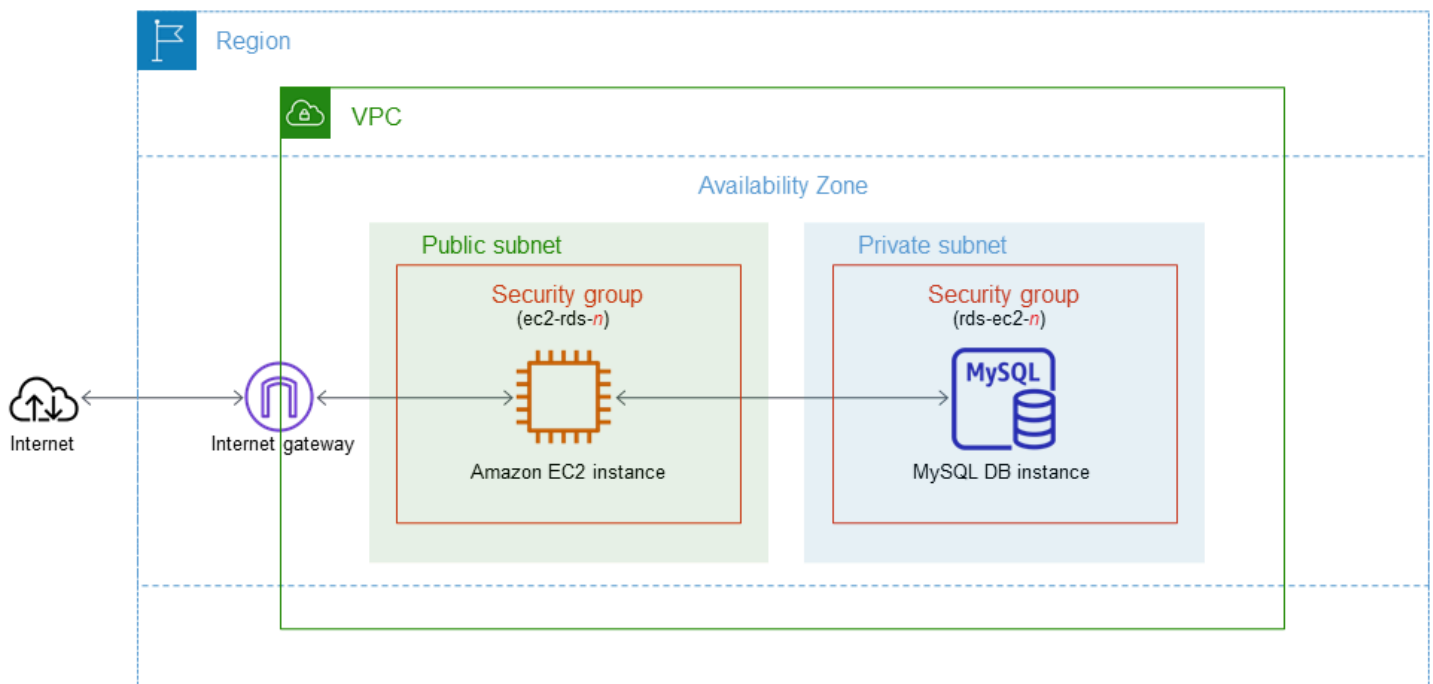 Region
VPC
Availability Zone
Public subnet
Security group
(ec2-rds-n)
Amazon EC2 instance
Private subnet
Security group
(rds-ec2-n)
MySQL
MySQL DB instance
Internet
Internet gateway